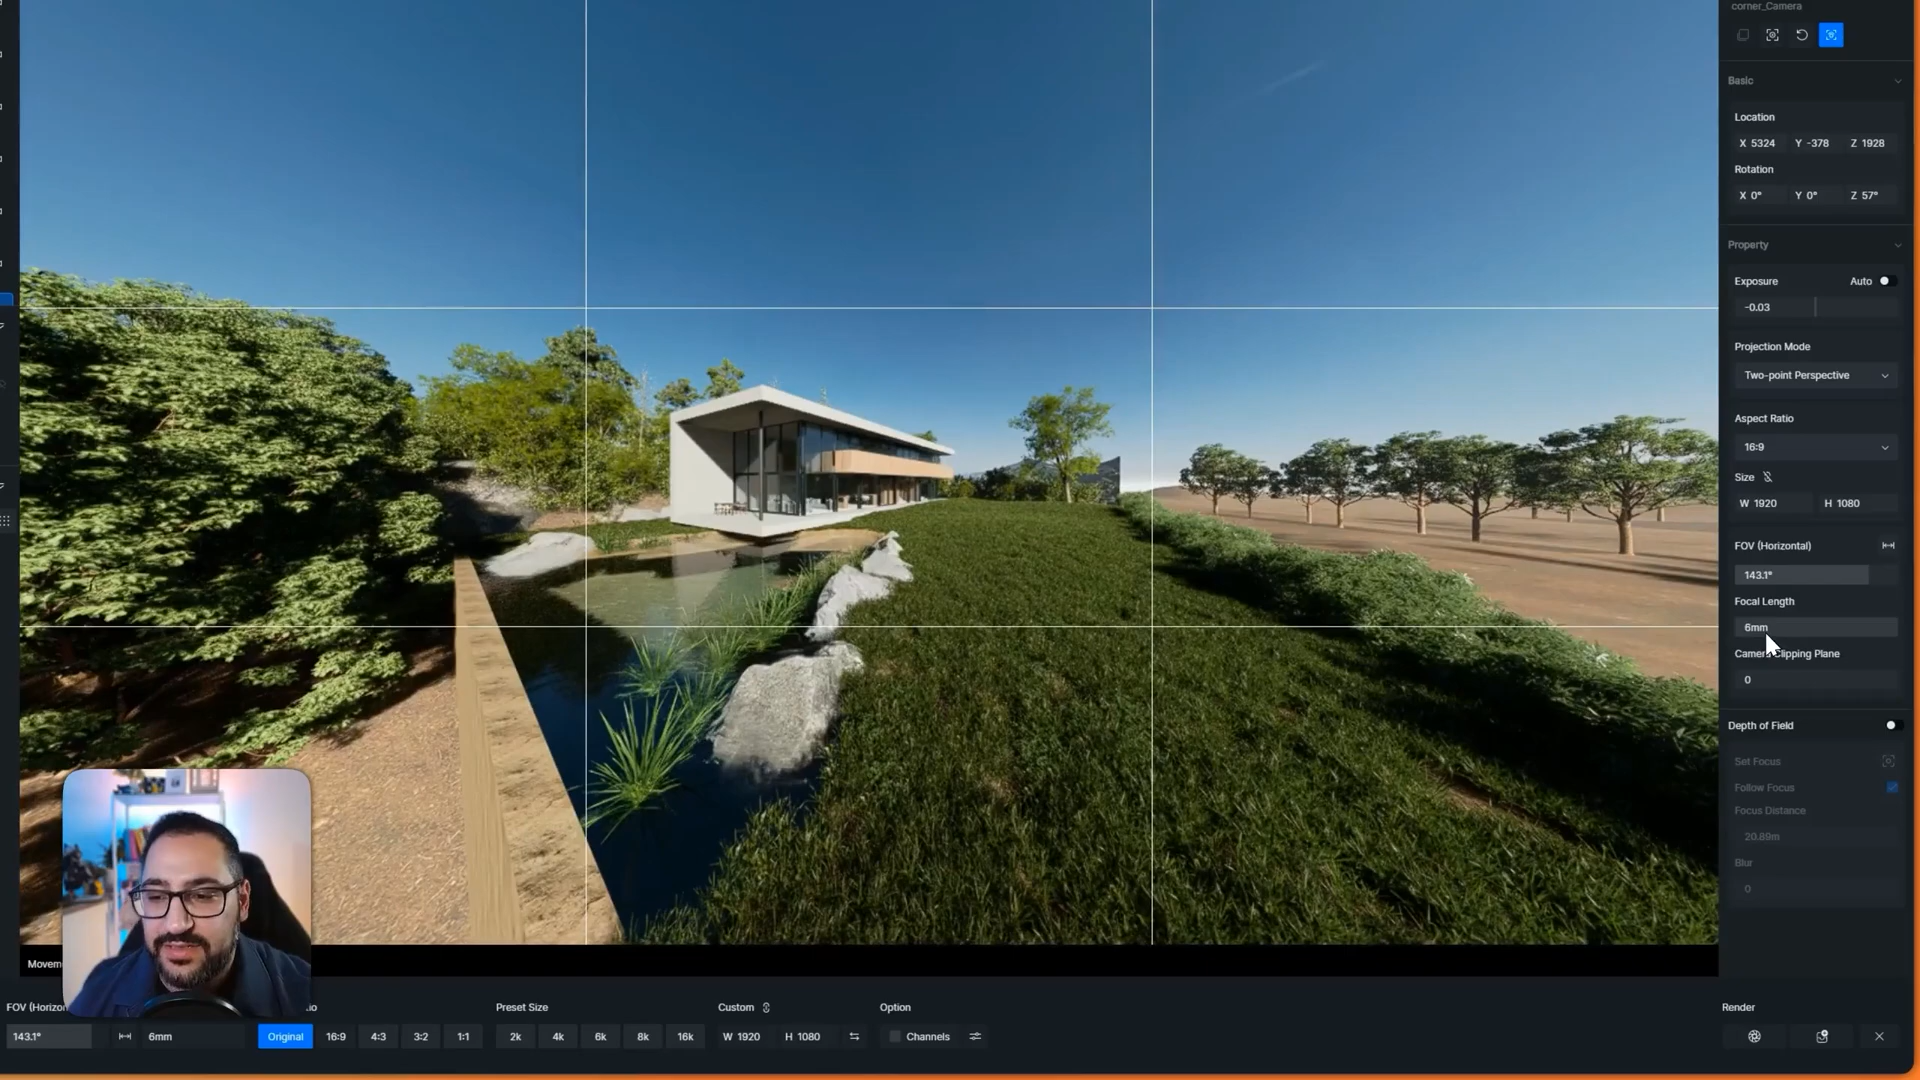 corner_Camera
Basic
Location
X 5324 Y -378 Z 1928
Rotation
X 0° Y 0° Z 57°
Property
Exposure Auto
-0.03
Projection Mode
Two-point Perspective
Aspect Ratio
16:9
Size
W 1920 H 1080
FOV (Horizontal)
143.1°
Focal Length
6mm
Clipping Plane
0
Depth of Field
Set Focus
Follow Focus
Focus Distance
20.89m
Blur
0
FOV (Horizon Preset Size Custom Option Render
143.1° 6mm Original 16:9 4:3 3:2 1:1 2k 4k 6k 8k 16k W 1920 H 1080 Channels